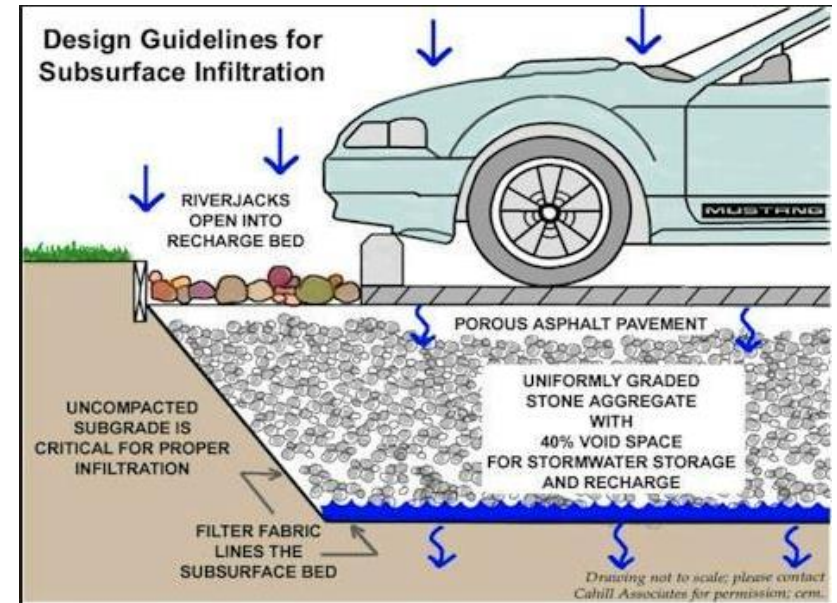 Design Guidelines for
Subsurface Infiltration
RIVERJACKS
OPEN INTO
RECHARGE BED
MUSTANG
POROUS ASPHALT PAVEMENT
UNIFORMLY GRADED
STONE AGGREGATE
WITH
40% VOID SPACE
FOR STORMWATER STORAGE
AND RECHARGE
UNCOMPACTED
SUBGRADE IS
CRITICAL FOR PROPER
INFILTRATION
FILTER FABRIC
LINES THE
SUBSURFACE BED
Drawing not to scale; please contact
Cahill Associates for permission; cem..